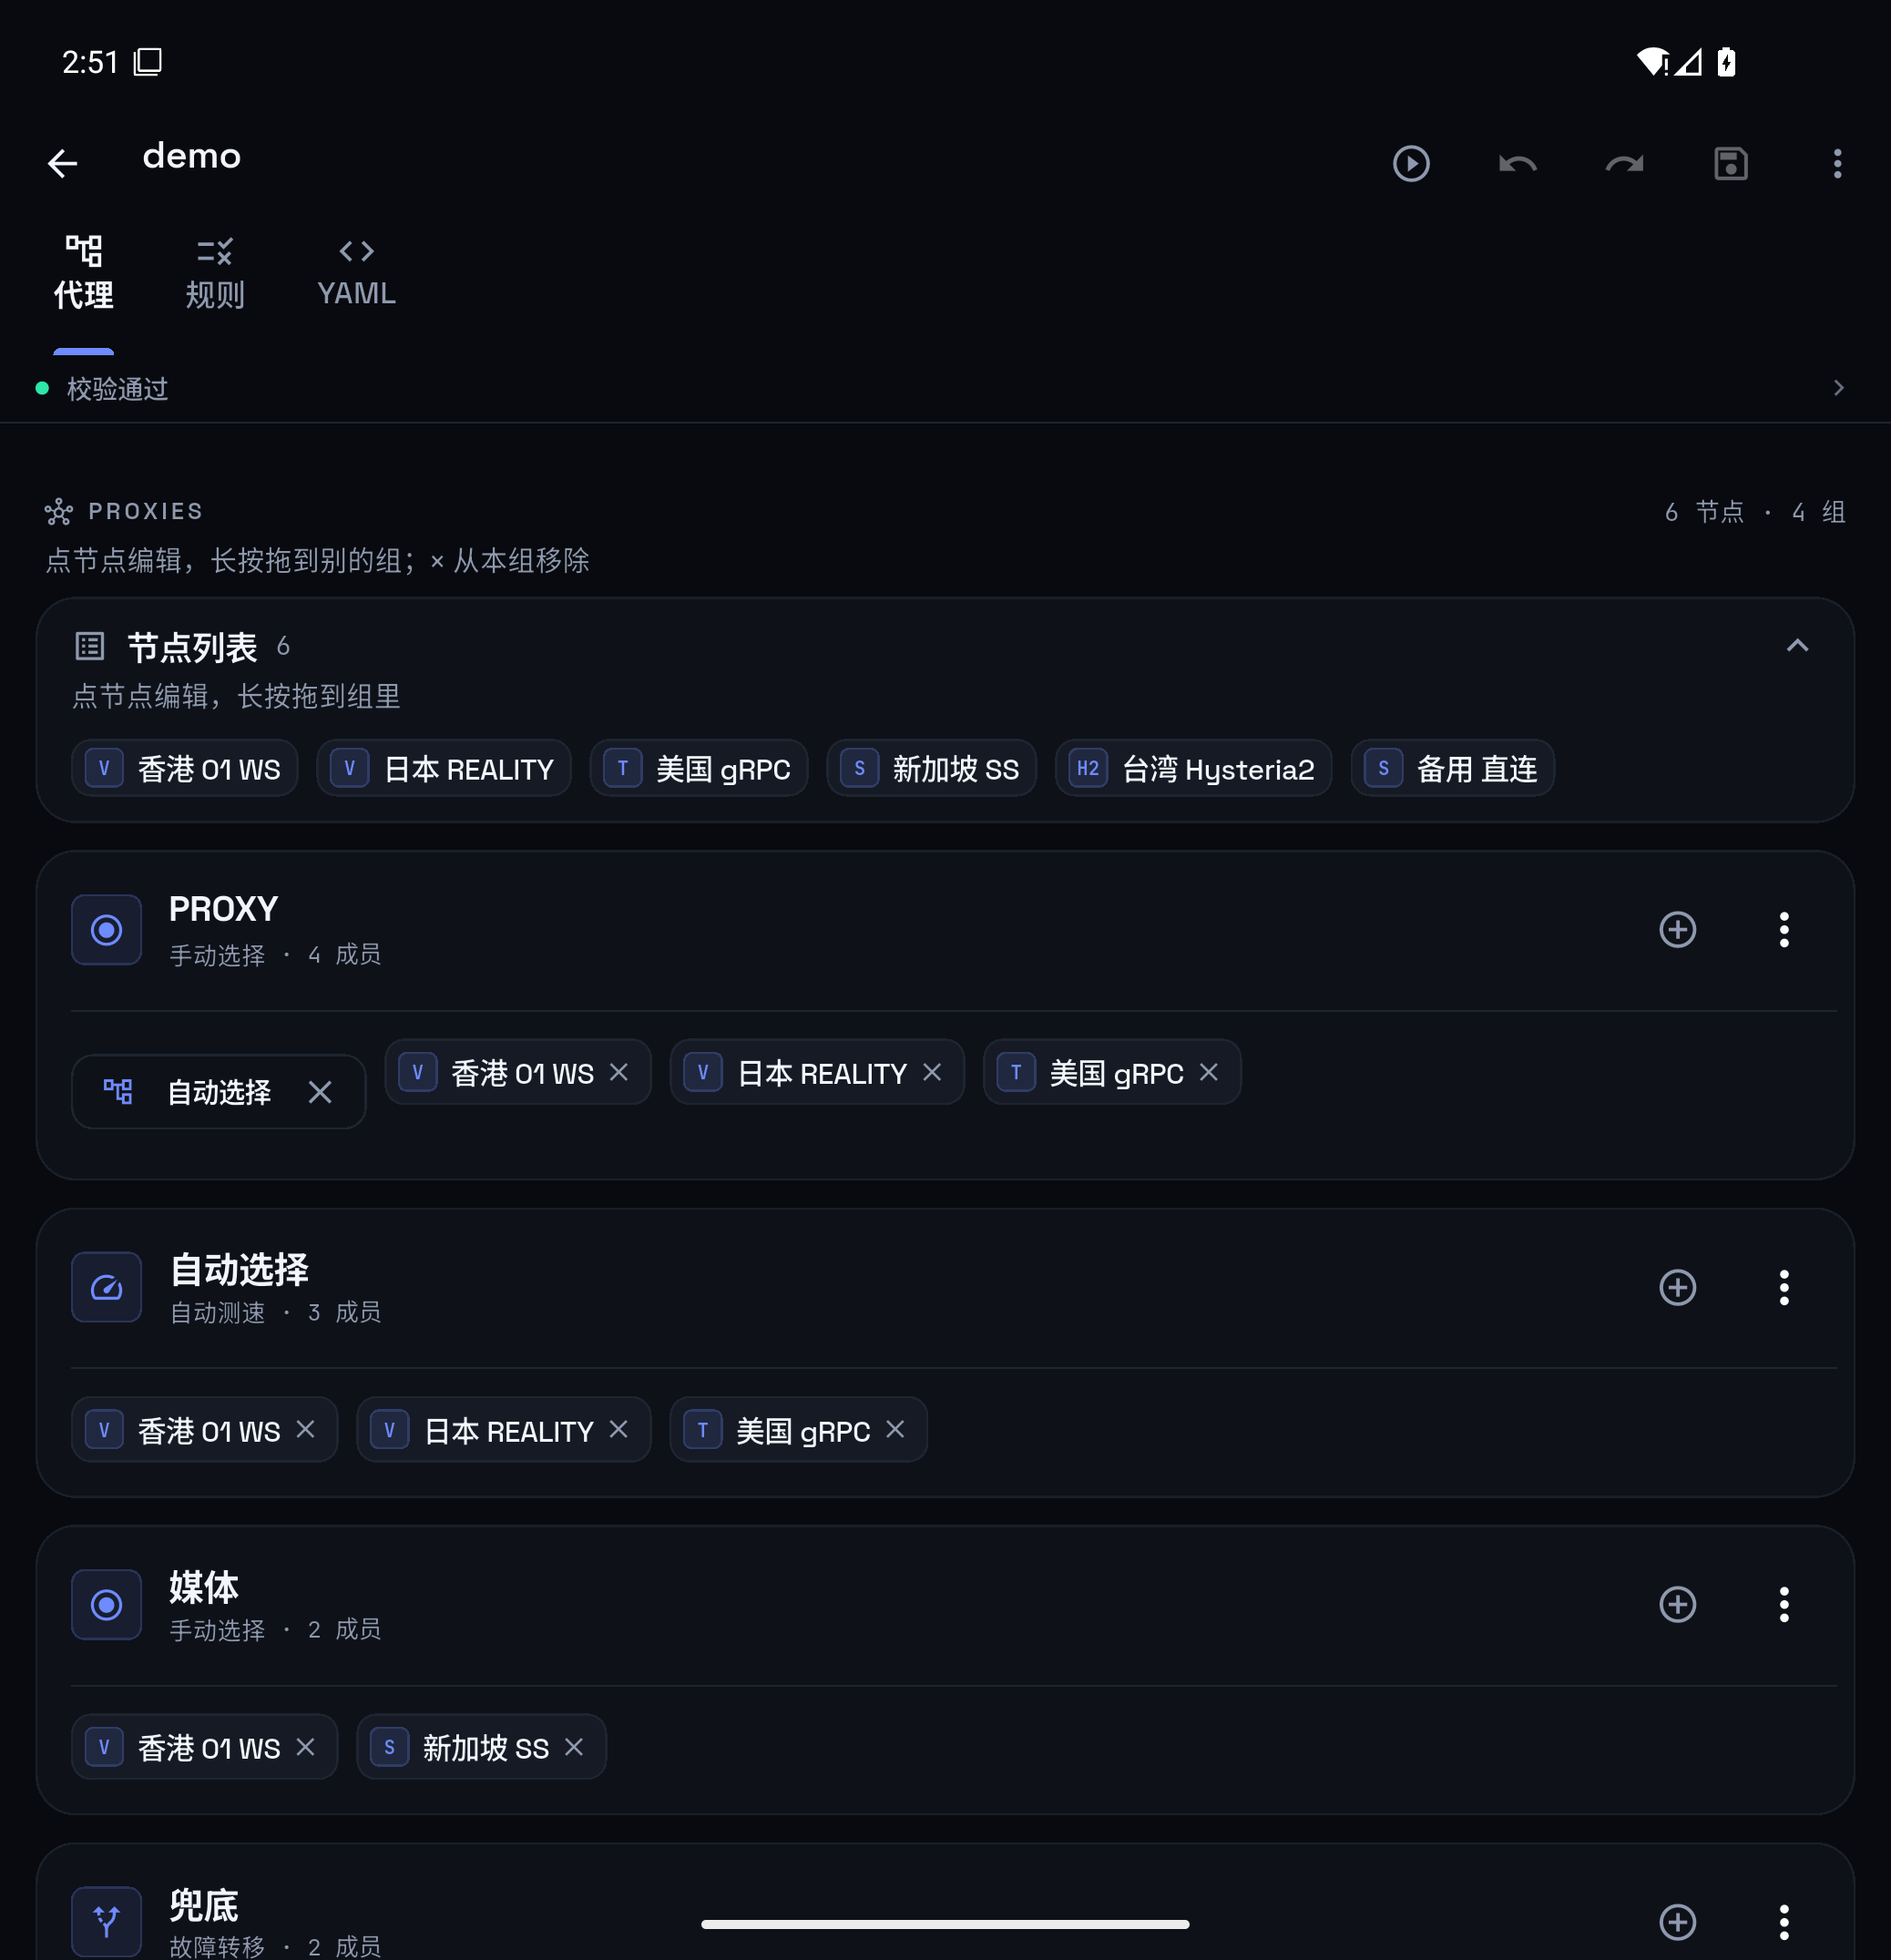 2:51
demo
代理
规则
YAML
校验通过
PROXIES
6 节点 · 4 组
点节点编辑，长按拖到别的组；× 从本组移除
节点列表 6
点节点编辑，长按拖到组里
V 香港 01 WS
V 日本 REALITY
T 美国 gRPC
S 新加坡 SS
H2 台湾 Hysteria2
S 备用 直连
PROXY
手动选择 · 4 成员
自动选择
V 香港 01 WS
V 日本 REALITY
T 美国 gRPC
自动选择
自动测速 · 3 成员
V 香港 01 WS
V 日本 REALITY
T 美国 gRPC
媒体
手动选择 · 2 成员
V 香港 01 WS
S 新加坡 SS
兜底
故障转移 · 2 成员